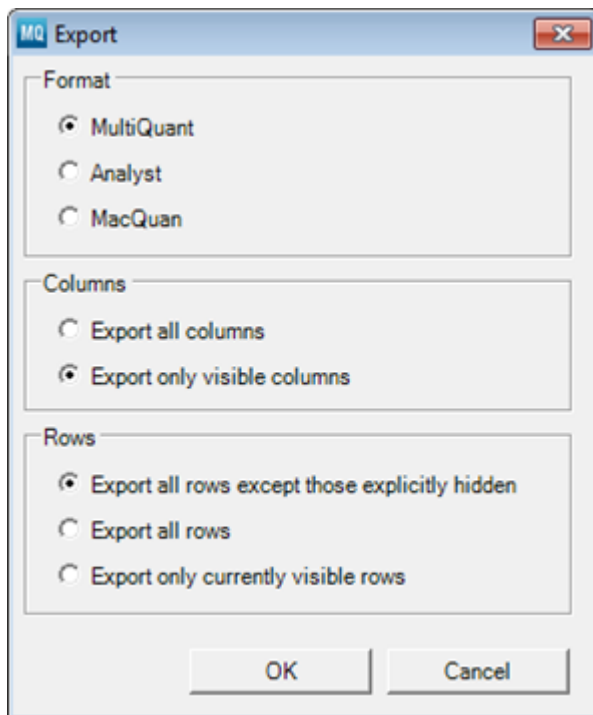 MQ Export
Format
MultiQuant
Analyst
MacQuan
Columns
Export all columns
Export only visible columns
Rows
Export all rows except those explicitly hidden
Export all rows
Export only currently visible rows
OK Cancel